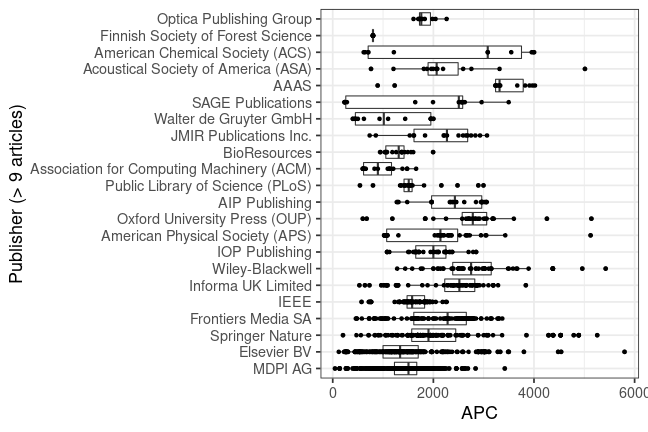 Publisher (> 9 articles)
Optica Publishing Group
Finnish Society of Forest Science
American Chemical Society (ACS)
Acoustical Society of America (ASA)
AAAS
SAGE Publications
Walter de Gruyter GmbH
JMIR Publications Inc.
BioResources
Association for Computing Machinery (ACM)
Public Library of Science (PLoS)
AIP Publishing
Oxford University Press (OUP)
American Physical Society (APS)
IOP Publishing
Wiley-Blackwell
Informa UK Limited
IEEE
Frontiers Media SA
Springer Nature
Elsevier BV
MDPI AG
0 2000 4000 6000
APC